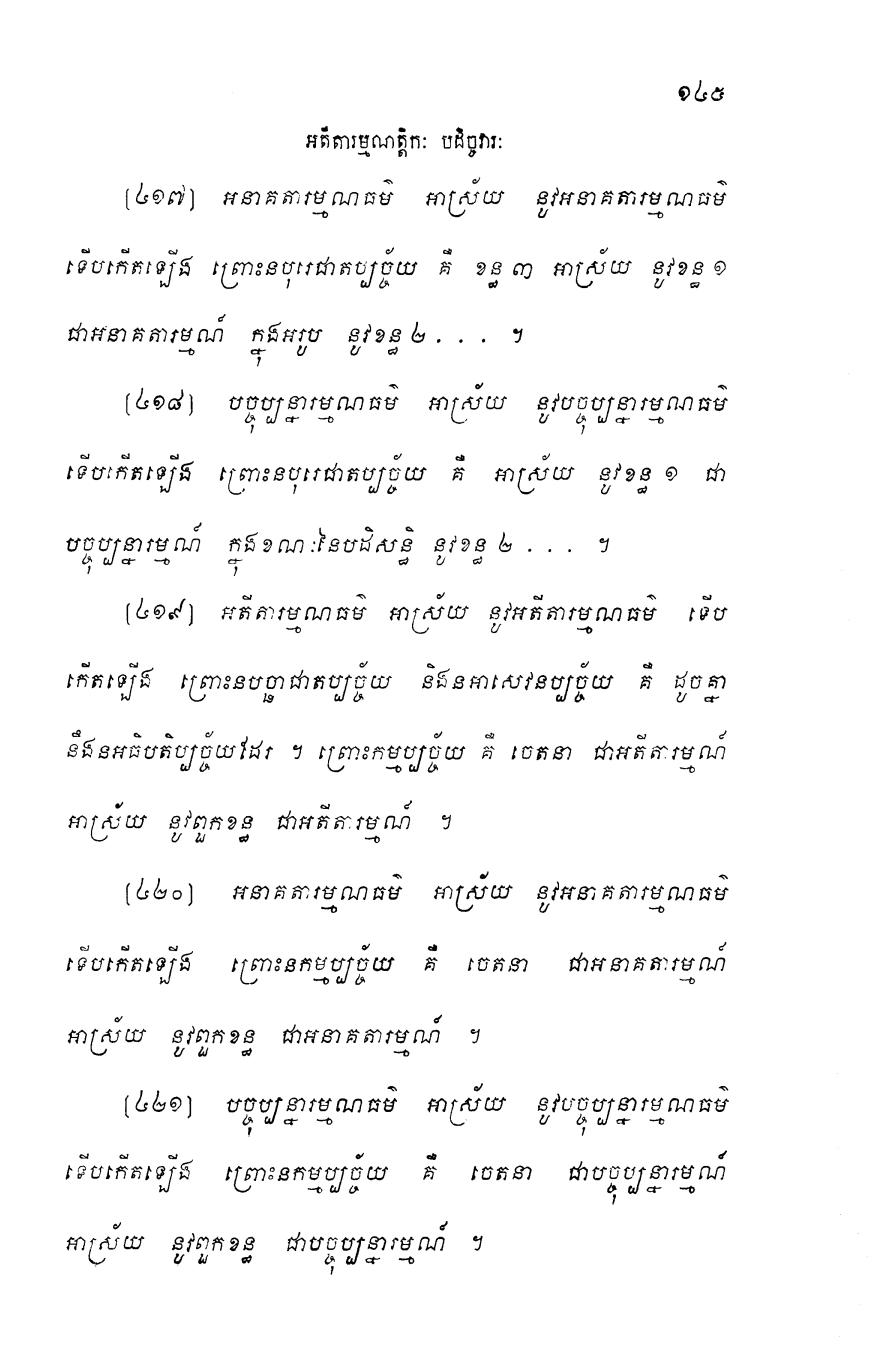 ១៤៥
អតីតារម្មណត្តិកៈ បដិច្ចវារៈ
[៤១៧] អនាគតារម្មណធម៌ អាស្រ័យ នូវអនាគតារម្មណធម៌
ទើបកើតឡើង ព្រោះនបុរេជាតប្បច្ច័យ គឺ ខន្ធ ៣ អាស្រ័យ នូវខន្ធ ១
ជាអនាគតារម្មណ៍ ក្នុងអរូប នូវខន្ធ ២ . . . ។
[៤១៨] បច្ចុប្បន្នារម្មណធម៌ អាស្រ័យ នូវបច្ចុប្បន្នារម្មណធម៌
ទើបកើតឡើង ព្រោះនបុរេជាតប្បច្ច័យ គឺ អាស្រ័យ នូវខន្ធ ១ ជា
បច្ចុប្បន្នារម្មណ៍ ក្នុងខណៈនៃបដិសន្ធិ នូវខន្ធ ២ . . . ។
[៤១៩] អតីតារម្មណធម៌ អាស្រ័យ នូវអតីតារម្មណធម៌ ទើប
កើតឡើង ព្រោះនបច្ឆាជាតប្បច្ច័យ និងនអាសេវនប្បច្ច័យ គឺ ដូចគ្នា
នឹងនអធិបតិប្បច្ច័យដែរ ។ ព្រោះកម្មប្បច្ច័យ គឺ ចេតនា ជាអតីតារម្មណ៍
អាស្រ័យ នូវពួកខន្ធ ជាអតីតារម្មណ៍ ។
[៤២០] អនាគតារម្មណធម៌ អាស្រ័យ នូវអនាគតារម្មណធម៌
ទើបកើតឡើង ព្រោះនកម្មប្បច្ច័យ គឺ ចេតនា ជាអនាគតារម្មណ៍
អាស្រ័យ នូវពួកខន្ធ ជាអនាគតារម្មណ៍ ។
[៤២១] បច្ចុប្បន្នារម្មណធម៌ អាស្រ័យ នូវបច្ចុប្បន្នារម្មណធម៌
ទើបកើតឡើង ព្រោះនកម្មប្បច្ច័យ គឺ ចេតនា ជាបច្ចុប្បន្នារម្មណ៍
អាស្រ័យ នូវពួកខន្ធ ជាបច្ចុប្បន្នារម្មណ៍ ។